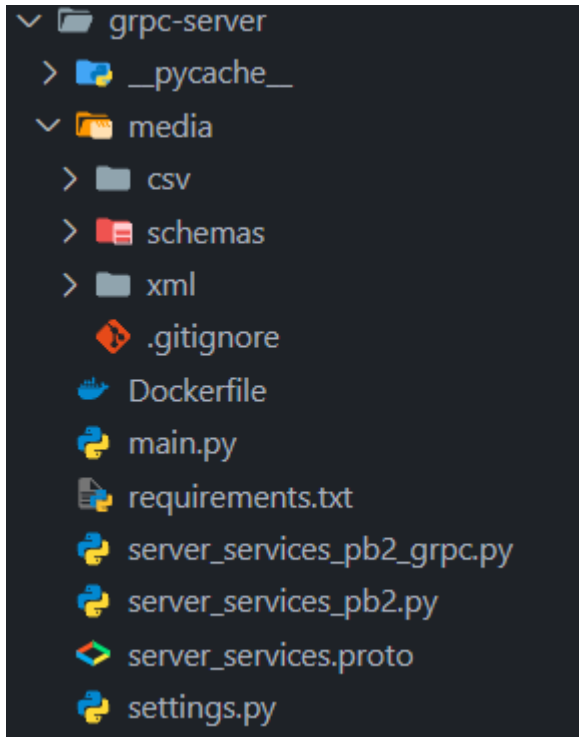 grpc-server
__pycache__
media
csv
schemas
xml
.gitignore
Dockerfile
main.py
requirements.txt
server_services_pb2_grpc.py
server_services_pb2.py
server_services.proto
settings.py